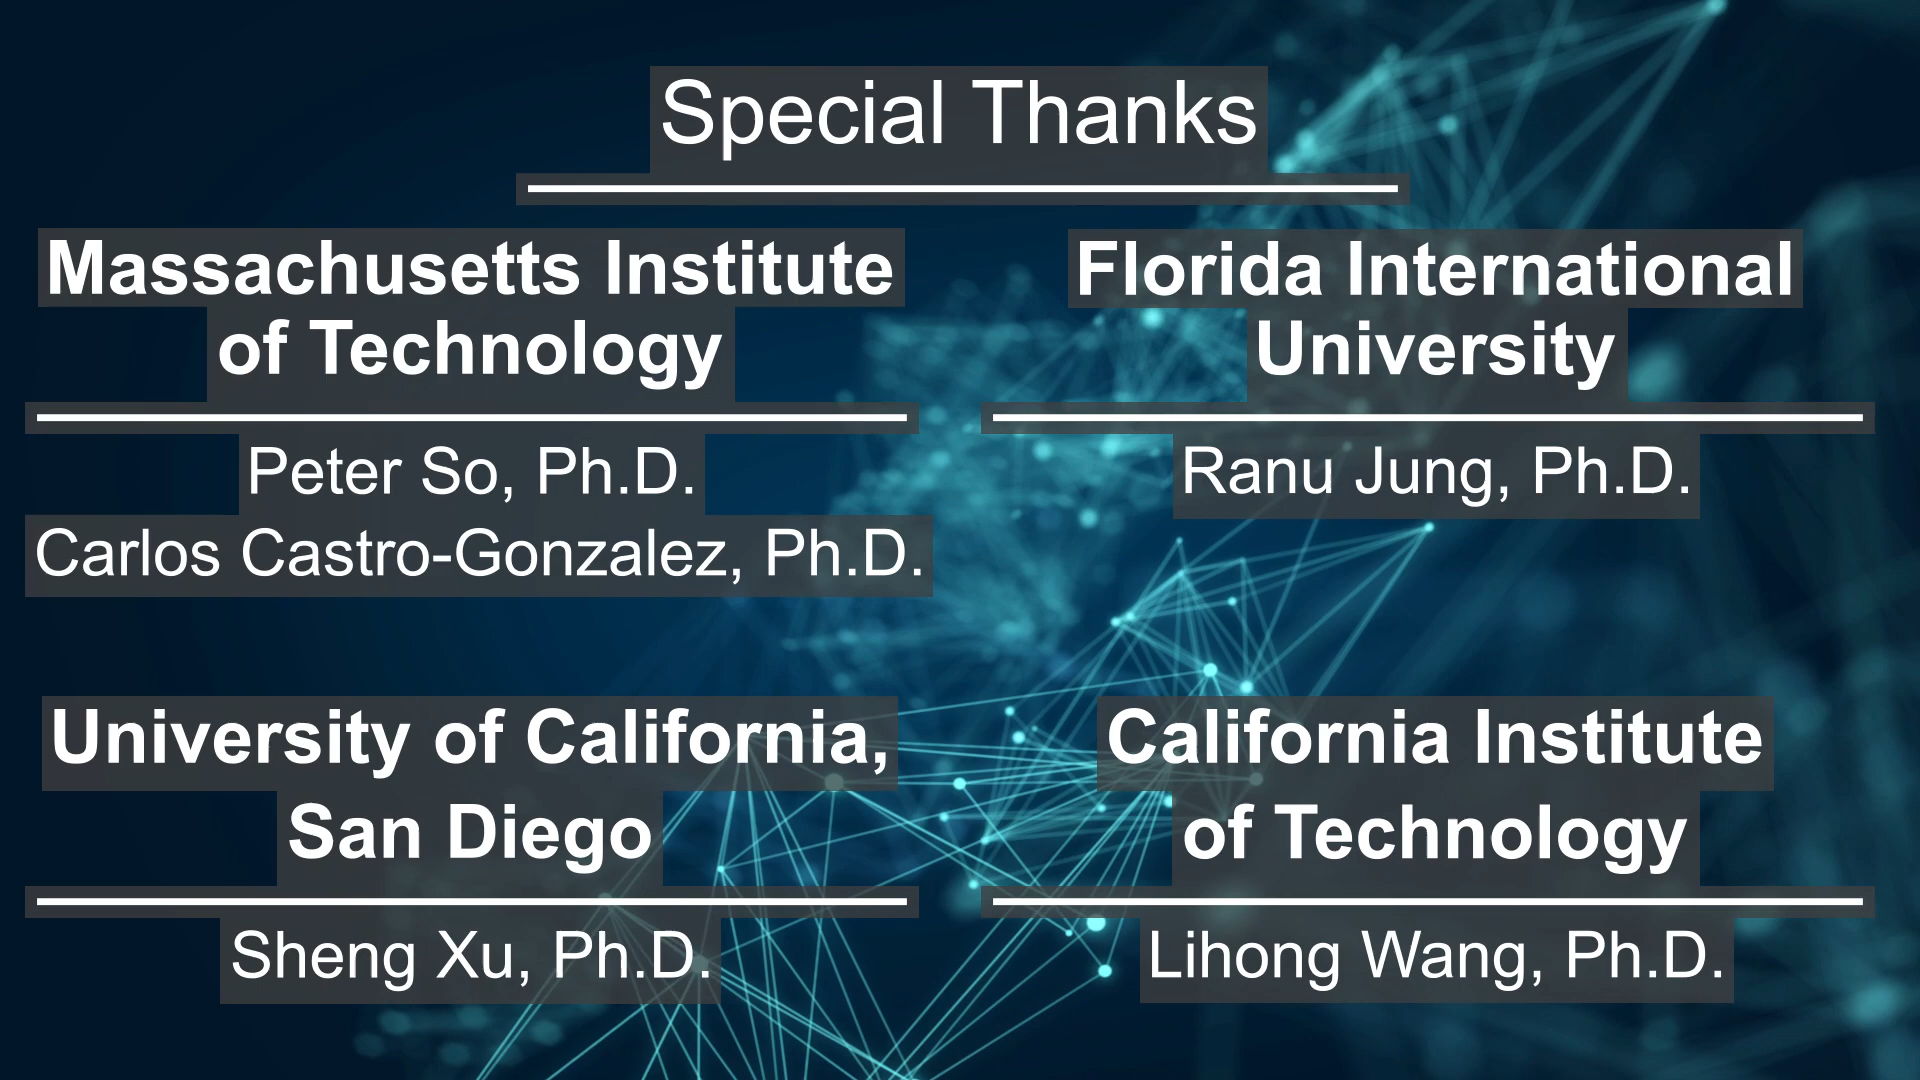 Special Thanks
Massachusetts Institute
of Technology
Peter So, Ph.D.
Carlos Castro-Gonzalez, Ph.D.
Florida International
University
Ranu Jung, Ph.D.
University of California,
San Diego
Sheng Xu, Ph.D.
California Institute
of Technology
Lihong Wang, Ph.D.